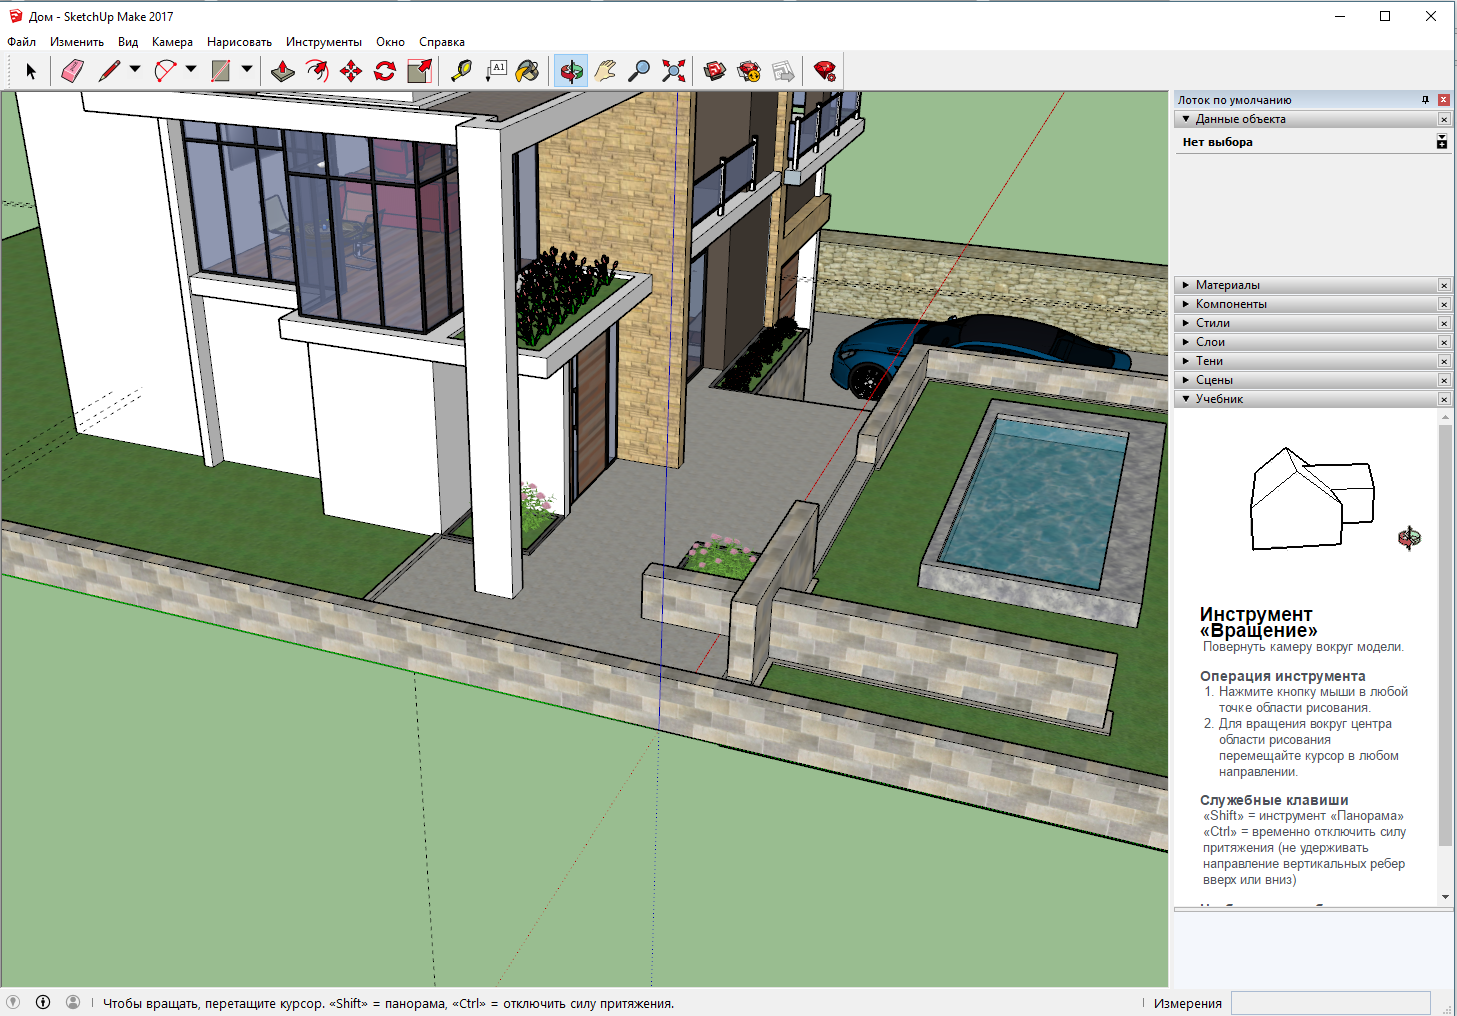 Дом - SketchUp Make 2017
Файл Изменить Вид Камера Нарисовать Инструменты Окно Справка
A1
Лоток по умолчанию
Данные объекта
Нет выбора
Материалы
Компоненты
Стили
Слои
Тени
Сцены
Учебник
Инструмент
«Вращение»
Повернуть камеру вокруг модели.
Операция инструмента
1. Нажмите кнопку мыши в любой
точке области рисования.
2. Для вращения вокруг центра
области рисования
перемещайте курсор в любом
направлении.
Служебные клавиши
«Shift» = инструмент «Панорама»
«Ctrl» = временно отключить силу
притяжения (не удерживать
направление вертикальных ребер
вверх или вниз)
Чтобы вращать, перетащите курсор. «Shift» = панорама, «Ctrl» = отключить силу притяжения.
Измерения